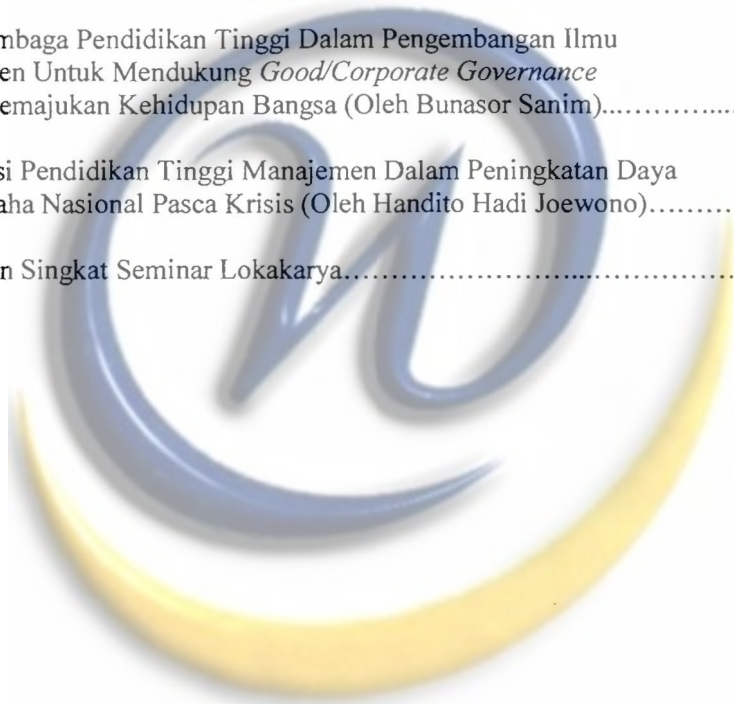 mbaga Pendidikan Tinggi Dalam Pengembangan Ilmu
en Untuk Mendukung Good/Corporate Governance
emajukan Kehidupan Bangsa (Oleh Bunasor Sanim)................
si Pendidikan Tinggi Manajemen Dalam Peningkatan Daya
aha Nasional Pasca Krisis (Oleh Handito Hadi Joewono)..........
n Singkat Seminar Lokakarya..........................................